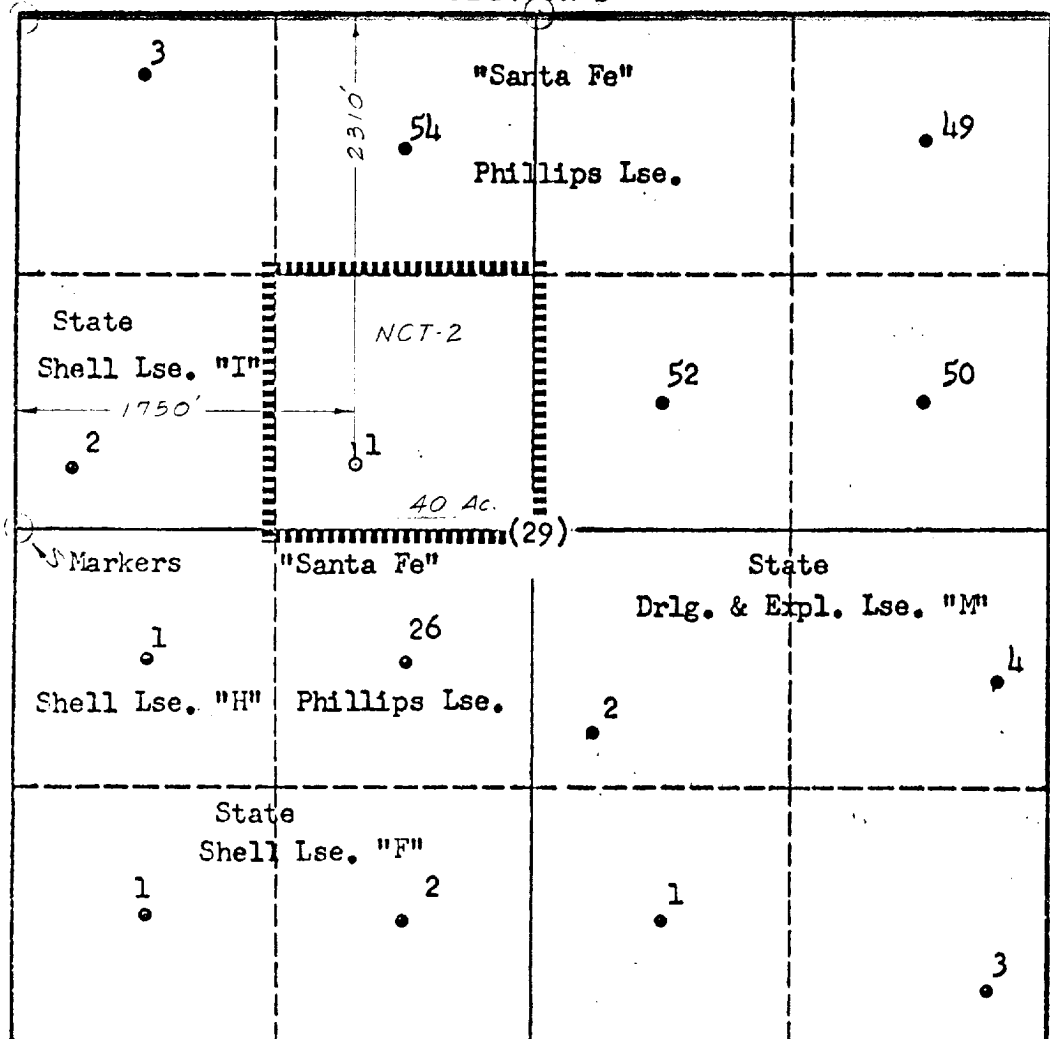 3
"Santa Fe"
2310'
54
49
Phillips Lse.
State
NCT-2
Shell Lse. "I"
52
50
1750'
2
1
40 Ac.
(29)
Markers
"Santa Fe"
State
Drlg. & Expl. Lse. "M"
1
26
4
Shell Lse. "H"
Phillips Lse.
2
State
Shell Lse. "F"
1
2
1
3